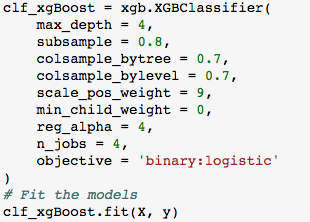 clf_xgBoost = xgb.XGBClassifier(
    max_depth = 4,
    subsample = 0.8,
    colsample_bytree = 0.7,
    colsample_bylevel = 0.7,
    scale_pos_weight = 9,
    min_child_weight = 0,
    reg_alpha = 4,
    n_jobs = 4,
    objective = 'binary:logistic'
)
# Fit the models
clf_xgBoost.fit(X, y)